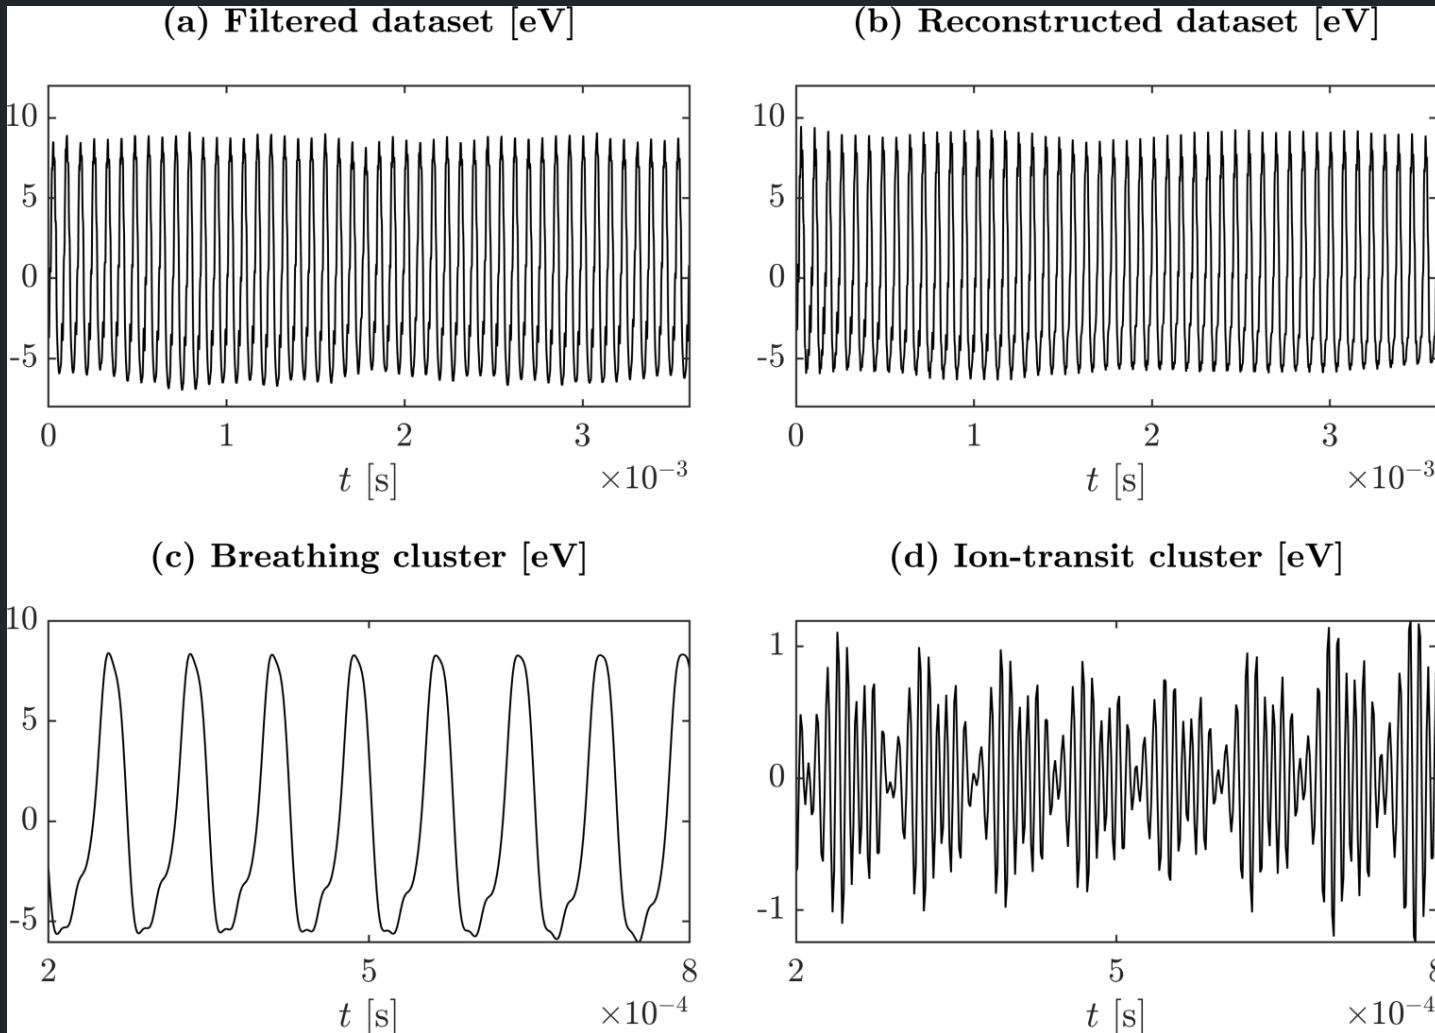 (a) Filtered dataset [eV]
10
5
0
-5
0 1 2 3
t [s] ×10⁻³
(b) Reconstructed dataset [eV]
10
5
0
-5
0 1 2 3
t [s] ×10⁻³
(c) Breathing cluster [eV]
10
5
0
-5
2 5 8
t [s] ×10⁻⁴
(d) Ion-transit cluster [eV]
1
0
-1
2 5 8
t [s] ×10⁻⁴